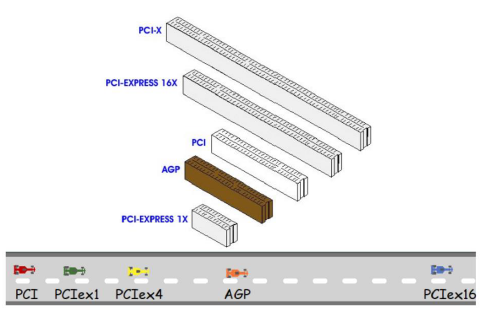 PCI-X
PCI-EXPRESS 16X
PCI
AGP
PCI-EXPRESS 1X
PCI PCIex1 PCIex4 AGP PCIex16